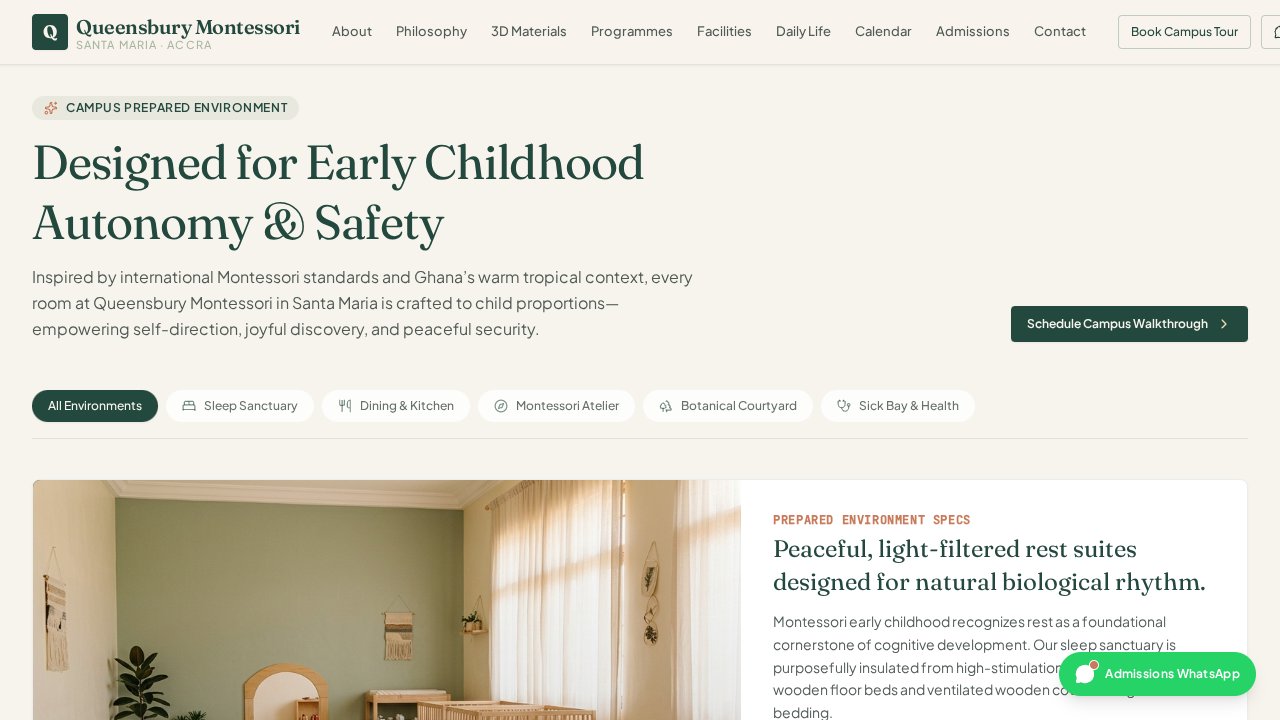 Q
Queensbury Montessori
SANTA MARIA · ACCRA
About
Philosophy
3D Materials
Programmes
Facilities
Daily Life
Calendar
Admissions
Contact
Book Campus Tour
CAMPUS PREPARED ENVIRONMENT
Designed for Early Childhood
Autonomy & Safety
Inspired by international Montessori standards and Ghana’s warm tropical context, every
room at Queensbury Montessori in Santa Maria is crafted to child proportions—
empowering self-direction, joyful discovery, and peaceful security.
Schedule Campus Walkthrough
All Environments
Sleep Sanctuary
Dining & Kitchen
Montessori Atelier
Botanical Courtyard
Sick Bay & Health
PREPARED ENVIRONMENT SPECS
Peaceful, light-filtered rest suites
designed for natural biological rhythm.
Montessori early childhood recognizes rest as a foundational
cornerstone of cognitive development. Our sleep sanctuary is
purposefully insulated from high-stimulation
wooden floor beds and ventilated wooden
bedding.
Admissions WhatsApp